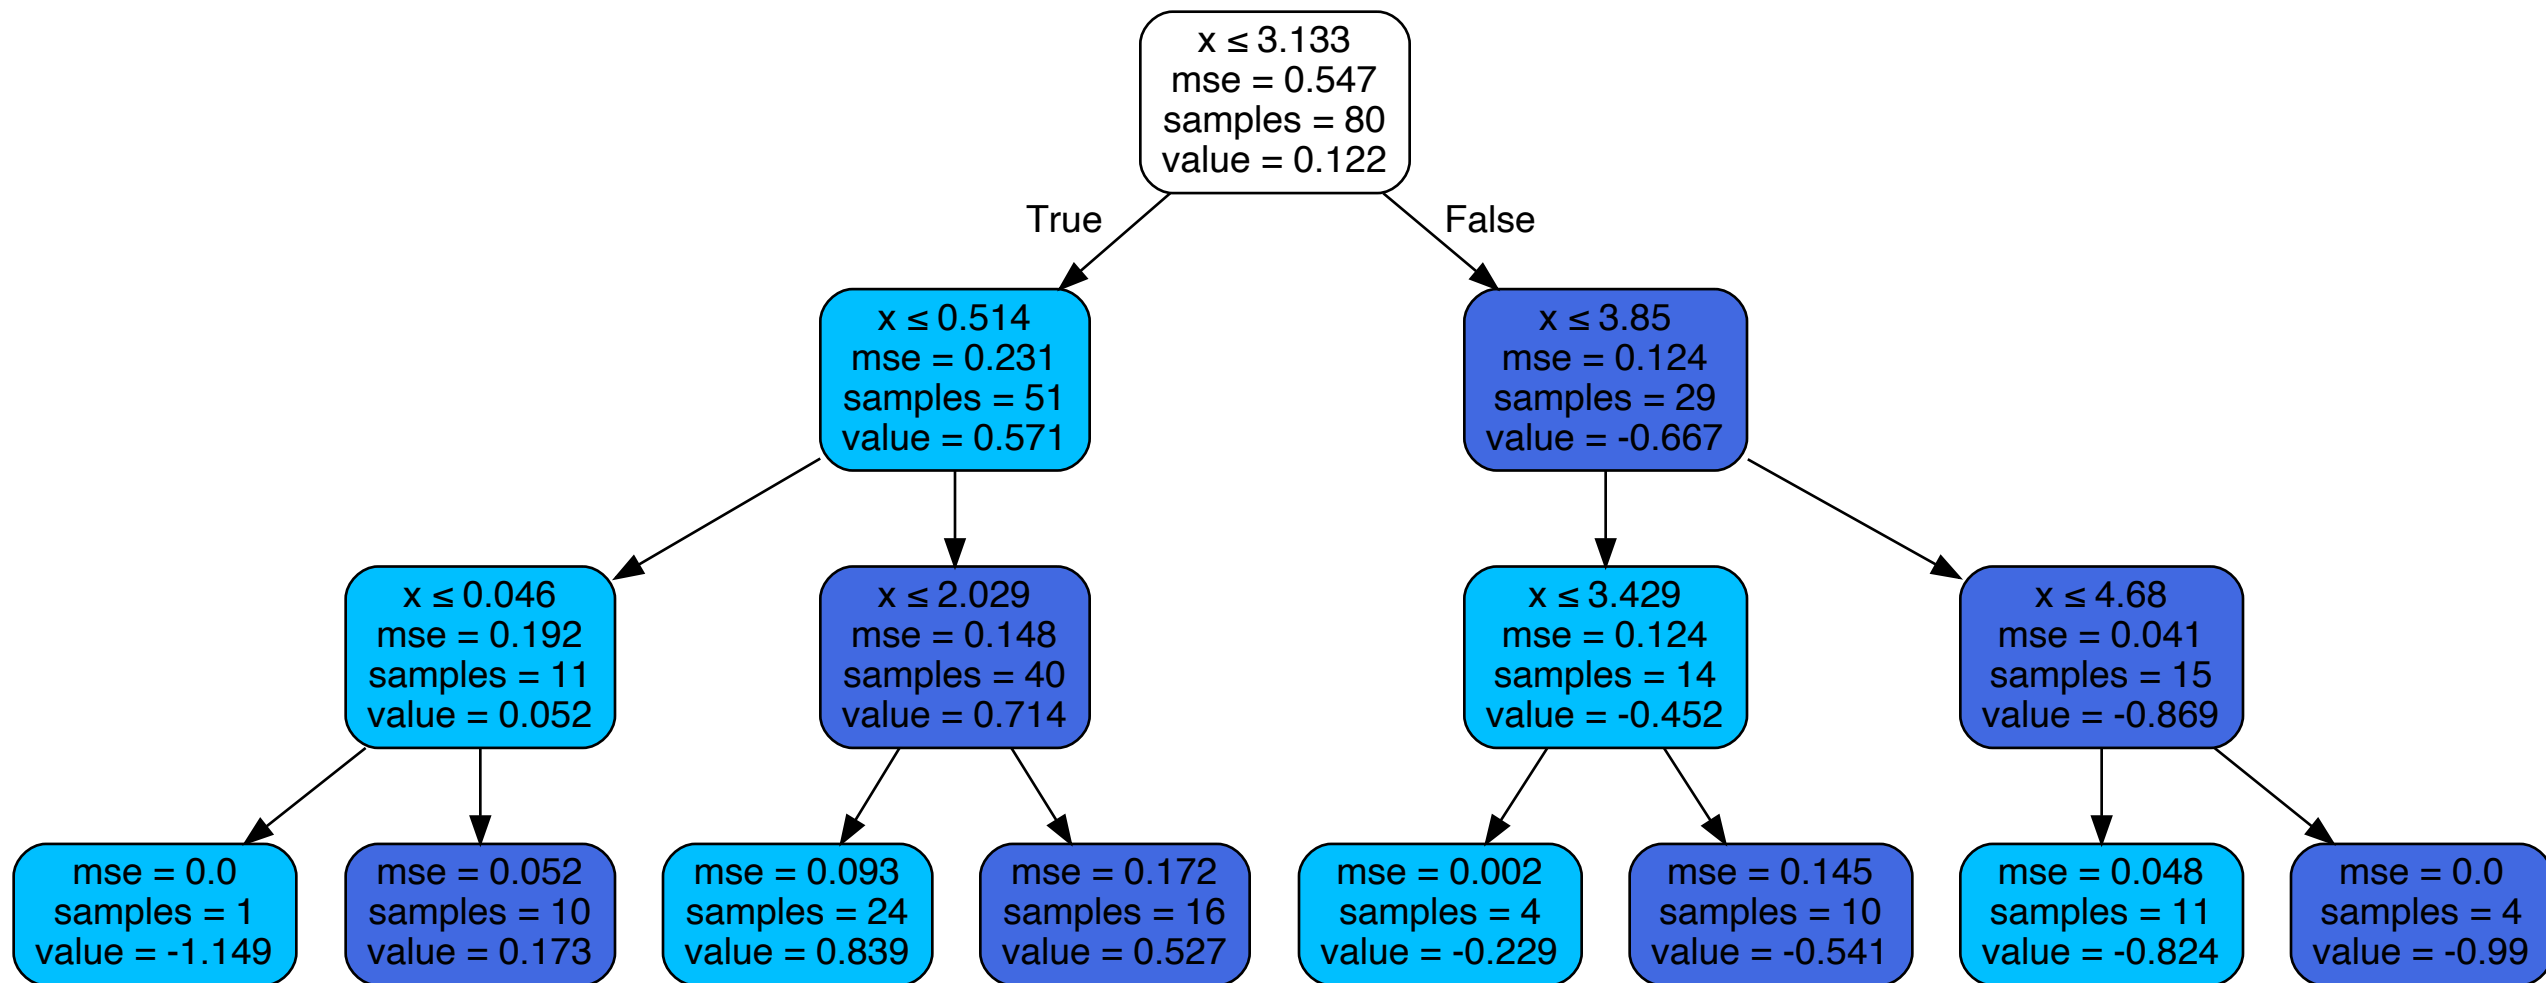 x ≤ 3.133
mse = 0.547
samples = 80
value = 0.122
True
False
x ≤ 0.514
mse = 0.231
samples = 51
value = 0.571
x ≤ 3.85
mse = 0.124
samples = 29
value = -0.667
x ≤ 0.046
mse = 0.192
samples = 11
value = 0.052
x ≤ 2.029
mse = 0.148
samples = 40
value = 0.714
x ≤ 3.429
mse = 0.124
samples = 14
value = -0.452
x ≤ 4.68
mse = 0.041
samples = 15
value = -0.869
mse = 0.0
samples = 1
value = -1.149
mse = 0.052
samples = 10
value = 0.173
mse = 0.093
samples = 24
value = 0.839
mse = 0.172
samples = 16
value = 0.527
mse = 0.002
samples = 4
value = -0.229
mse = 0.145
samples = 10
value = -0.541
mse = 0.048
samples = 11
value = -0.824
mse = 0.0
samples = 4
value = -0.99